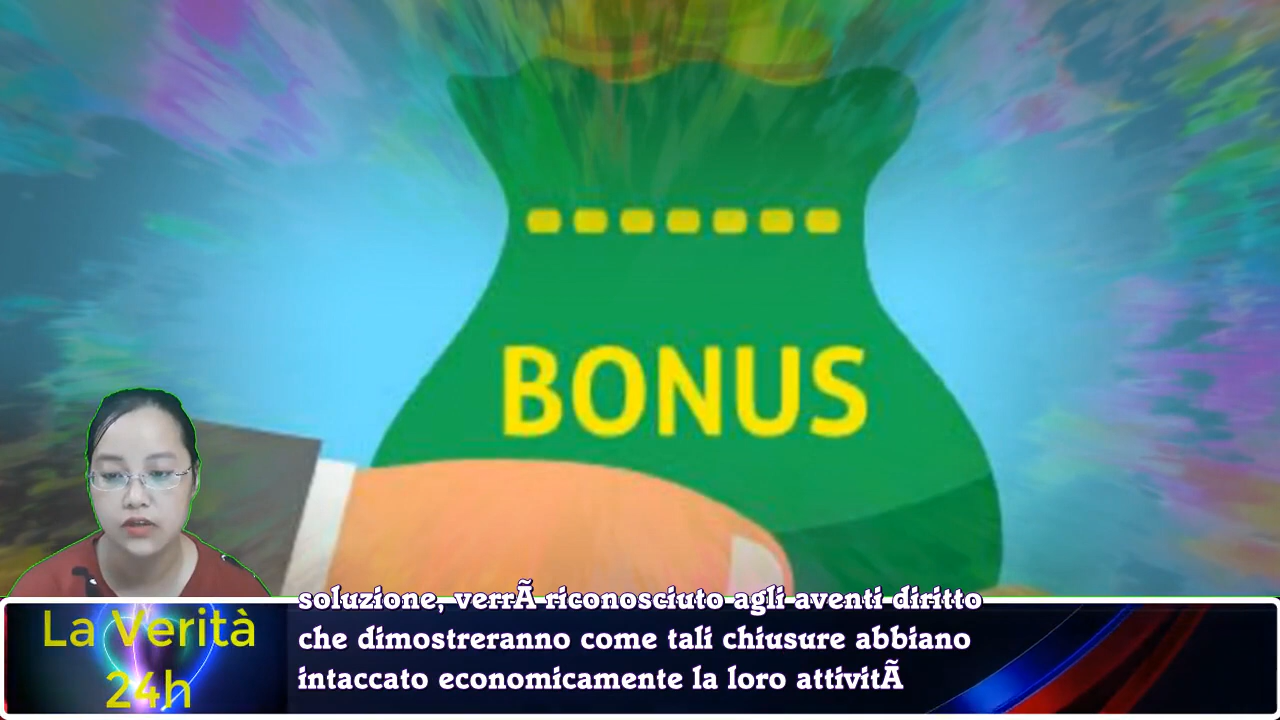 BONUS
La Verità
24h
soluzione, verrÃ riconosciuto agli aventi diritto
che dimostreranno come tali chiusure abbiano
intaccato economicamente la loro attivitÃ